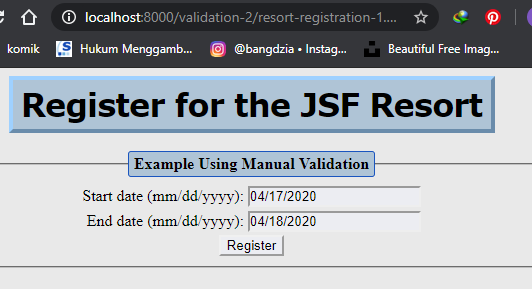 localhost:8000/validation-2/resort-registration-1....
komik
Hukum Menggamb...
@bangdzia • Instag...
Beautiful Free Imag...
Register for the JSF Resort
Example Using Manual Validation
Start date (mm/dd/yyyy): 04/17/2020
End date (mm/dd/yyyy): 04/18/2020
Register